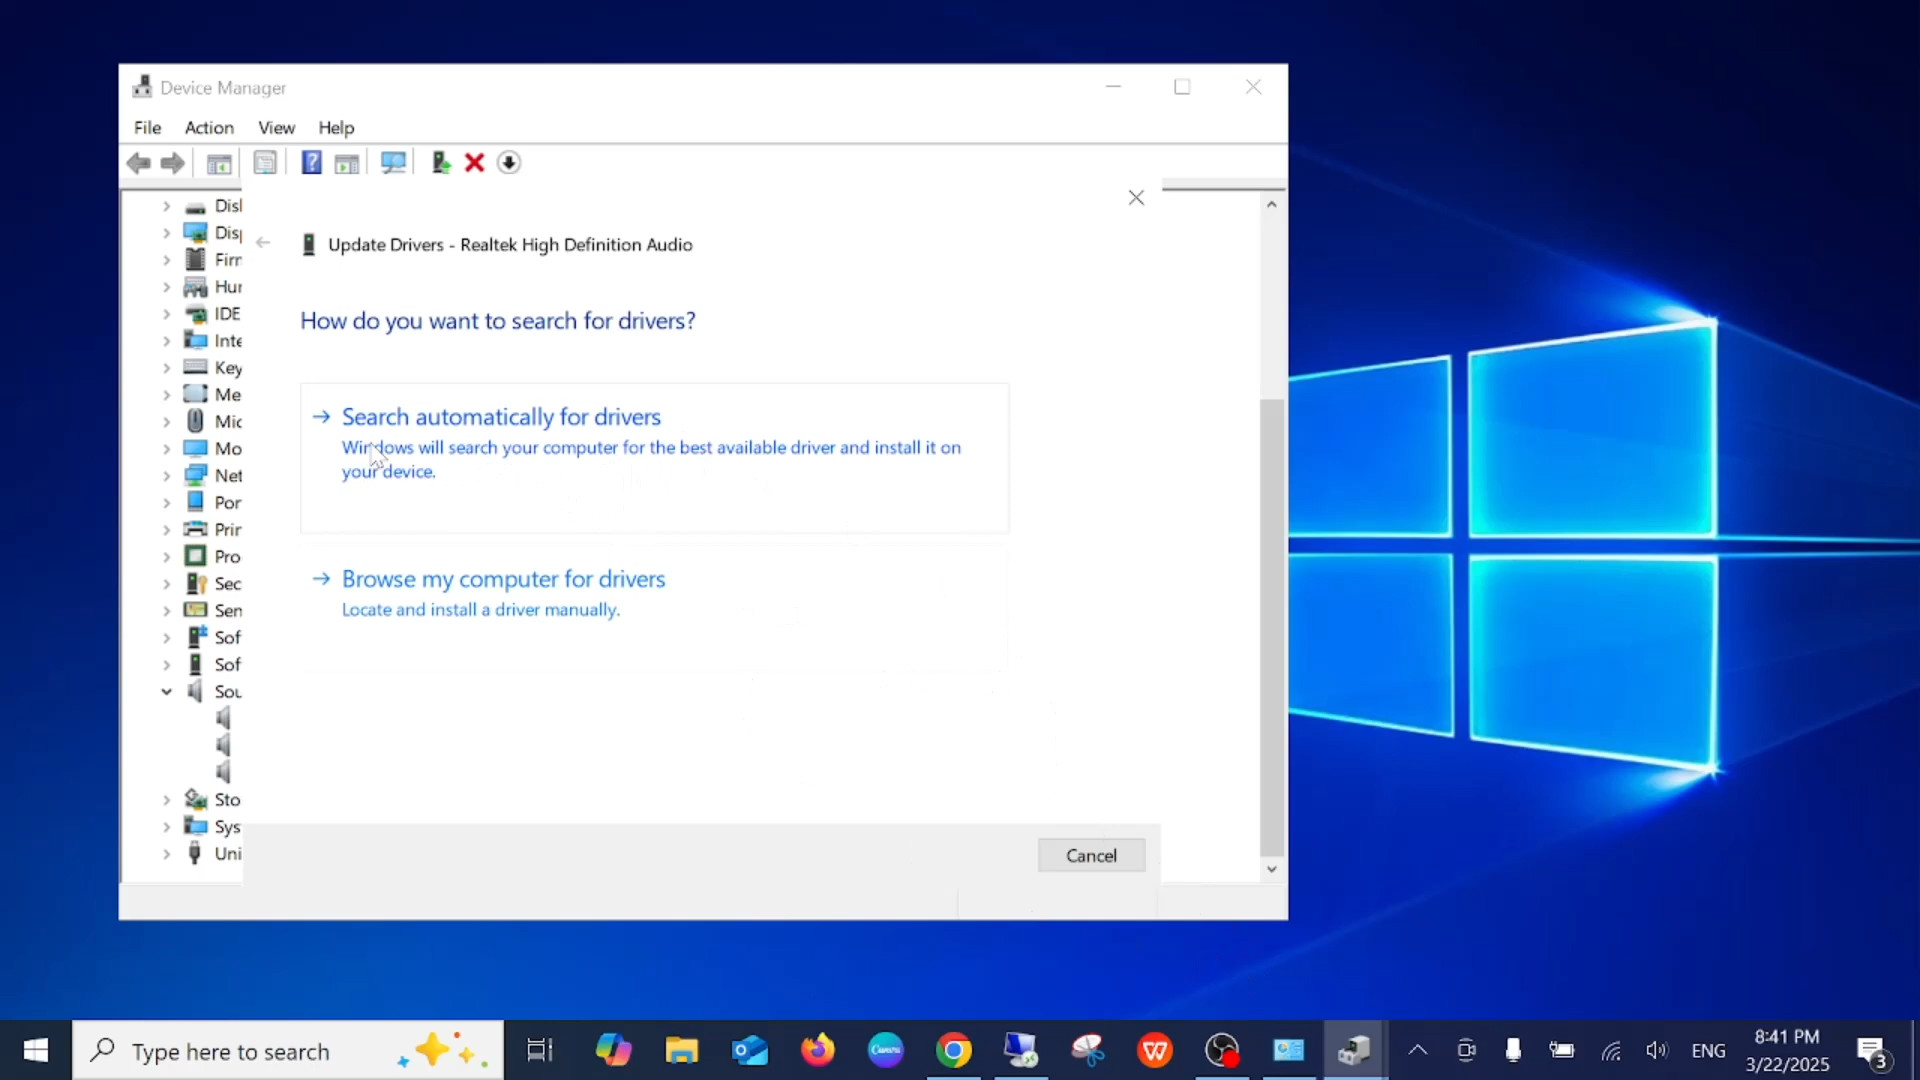 Device Manager
File Action View Help
Disl
Disp
Firr
Hur
IDE
Inte
Key
Me
Mic
Mo
Net
Por
Prir
Pro
Sec
Sen
Sof
Sof
Sou
Sto
Sys
Uni
Update Drivers - Realtek High Definition Audio
How do you want to search for drivers?
Search automatically for drivers
Windows will search your computer for the best available driver and install it on
your device.
Browse my computer for drivers
Locate and install a driver manually.
Cancel
Type here to search
Canva
ENG
8:41 PM
3/22/2025
3